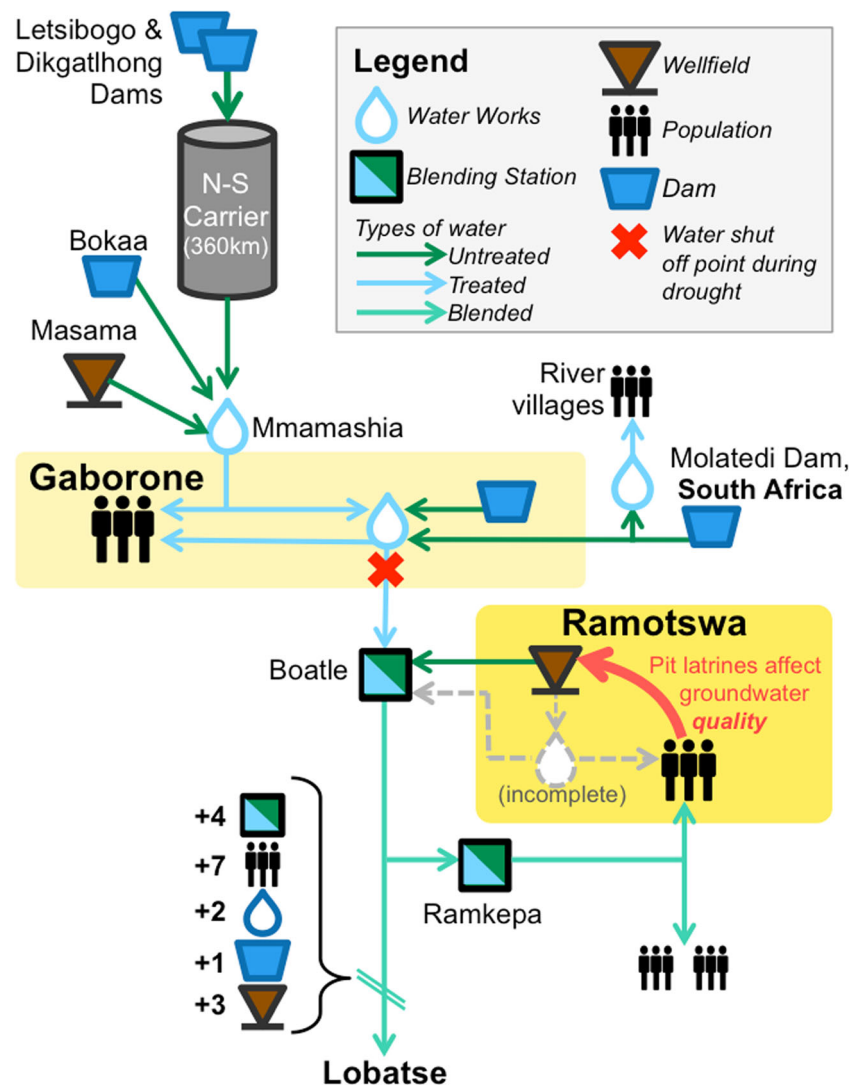 Letsibogo &
Dikgatlhong
Dams
N-S
Carrier
(360km)
Bokaa
Masama
Mmamashia
Legend
Water Works
Blending Station
Types of water
Untreated
Treated
Blended
Wellfield
Population
Dam
Water shut
off point during
drought
River
villages
Molatedi Dam,
South Africa
Gaborone
Boatle
Ramotswa
Pit latrines affect
groundwater
quality
(incomplete)
+4
+7
+2
+1
+3
Ramkepa
Lobatse